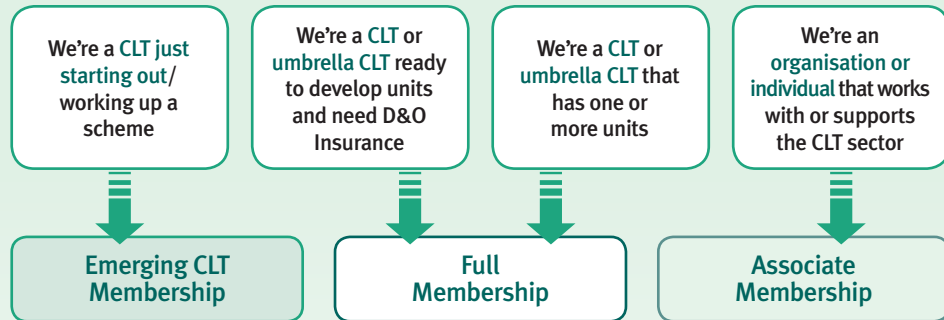 We're a CLT just
starting out/
working up a
scheme
We're a CLT or
umbrella CLT ready
to develop units
and need D&O
Insurance
We're a CLT or
umbrella CLT that
has one or
more units
We're an
organisation or
individual that works
with or supports
the CLT sector
Emerging CLT
Membership
Full
Membership
Associate
Membership